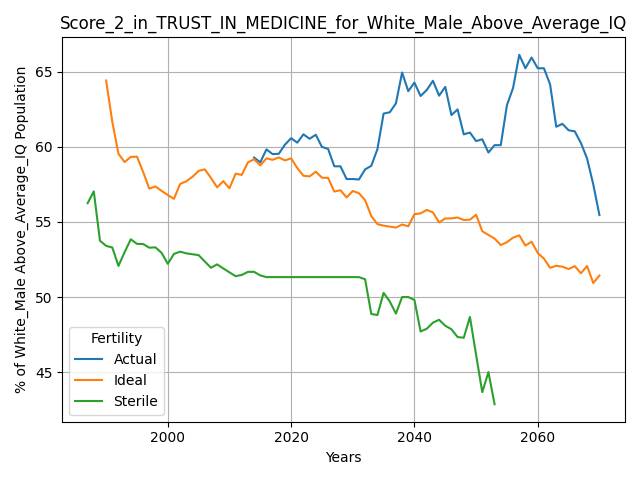 Score_2_in_TRUST_IN_MEDICINE_for_White_Male_Above_Average_IQ
% of White_Male Above_Average_IQ Population
65
60
55
50
45
Fertility
Actual
Ideal
Sterile
2000
2020
2040
2060
Years